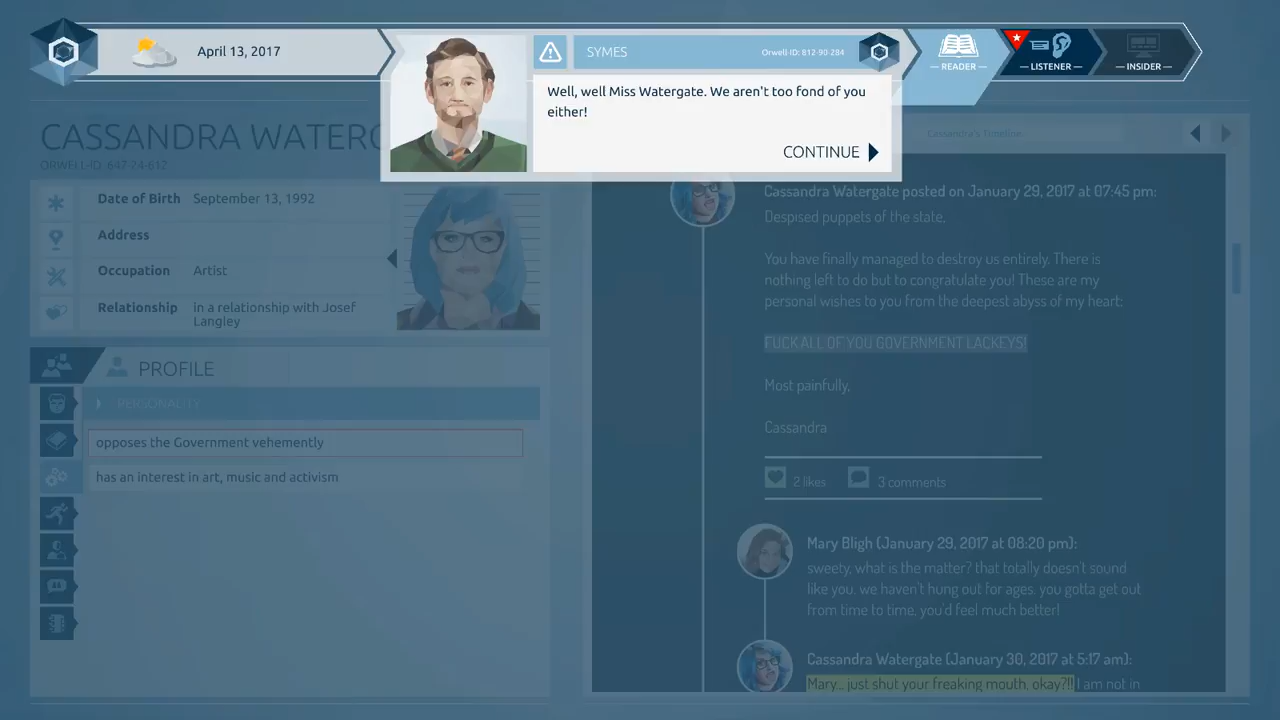 April 13, 2017
SYMES
Orwell ID: 812-90-284
Well, well Miss Watergate. We aren't too fond of you
either!
CONTINUE
— READER —
— LISTENER —
— INSIDER —
CASSANDRA WATERG
ORWELL-ID: 647-24-612
Date of Birth September 13, 1992
Address
Occupation Artist
Relationship in a relationship with Josef
Langley
PROFILE
PERSONALITY
opposes the Government vehemently
has an interest in art, music and activism
Cassandra's Timeline
Cassandra Watergate posted on January 29, 2017 at 07:45 pm:
Despised puppets of the state,
You have finally managed to destroy us entirely. There is
nothing left to do but to congratulate you! These are my
personal wishes to you from the deepest abyss of my heart:
FUCK ALL OF YOU GOVERNMENT LACKEYS!
Most painfully,
Cassandra
2 likes 3 comments
Mary Bligh (January 29, 2017 at 08:20 pm):
sweety, what is the matter? that totally doesn't sound
like you. we haven't hung out for ages. you gotta get out
from time to time, you'd feel much better!
Cassandra Watergate (January 30, 2017 at 5:17 am):
Mary... just shut your freaking mouth, okay?!! I am not in